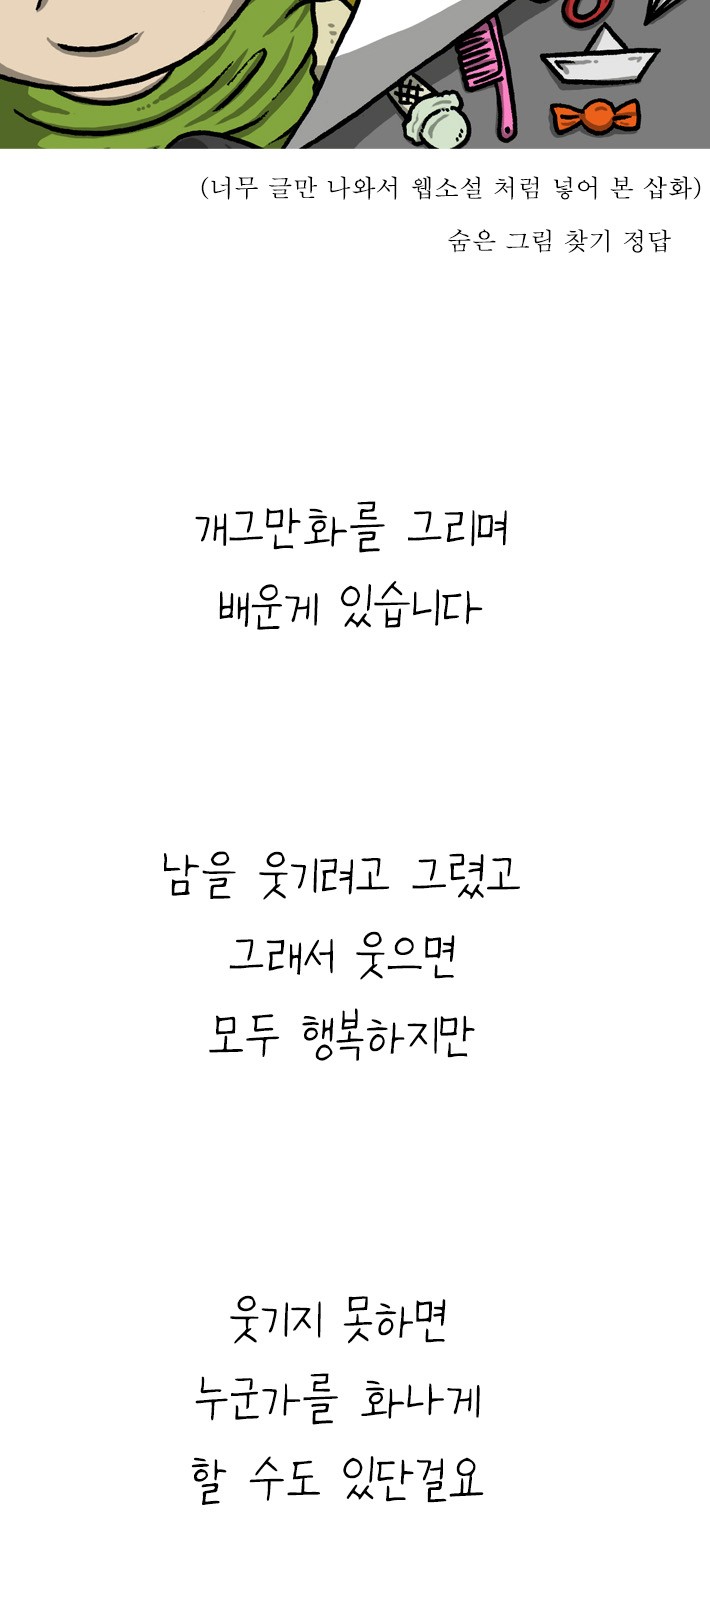 (너무 글만 나와서 웹소설 처럼 넣어 본 삽화)
숨은 그림 찾기 정답
개그만화를 그리며
배운게 있습니다
남을 웃기려고 그렸고
그래서 웃으면
모두 행복하지만
웃기지 못하면
누군가를 화나게
할 수도 있단걸요